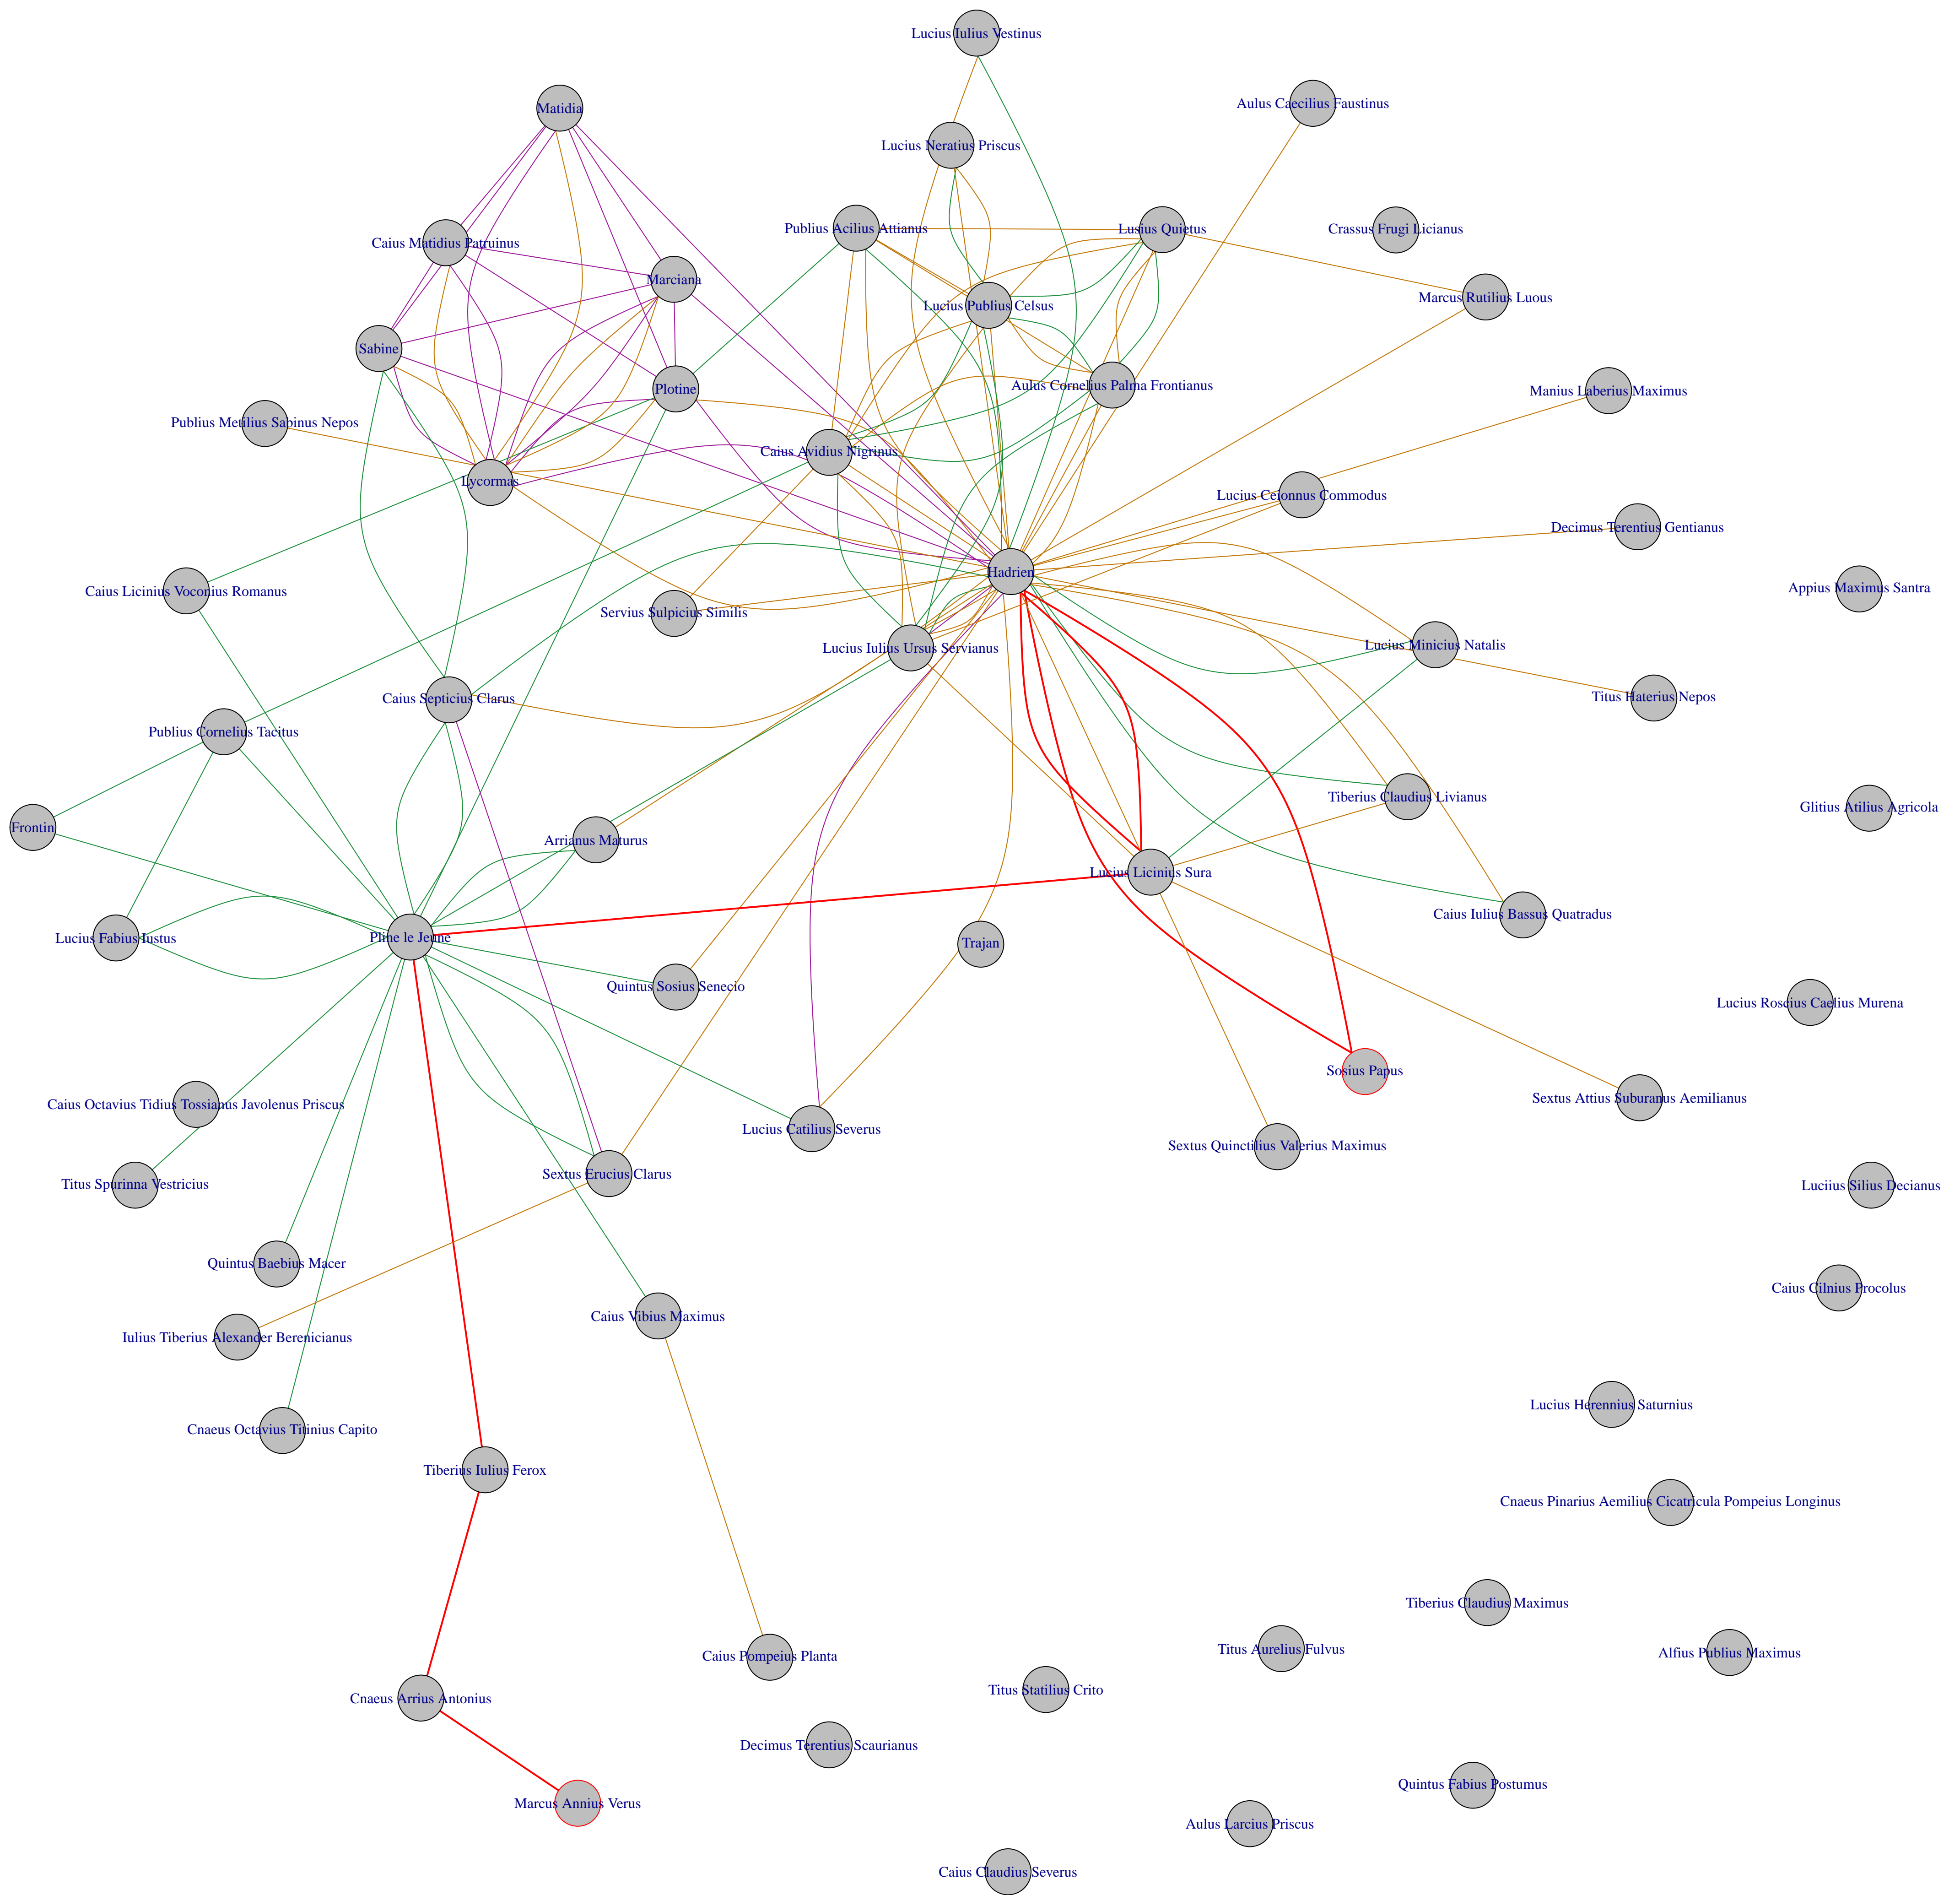 Lucius Iulius Vestinus
Matidia
Aulus Caecilius Faustinus
Lucius Neratius Priscus
Publius Acilius Attianus
Lusius Quietus
Crassus Frugi Licianus
Caius Matidius Patruinus
Marciana
Marcus Rutilius Luous
Lucius Publius Celsus
Sabine
Plotine
Aulus Cornelius Palma Frontianus
Manius Laberius Maximus
Publius Metilius Sabinus Nepos
Caius Avidius Nigrinus
Lycormas
Lucius Ceionnus Commodus
Decimus Terentius Gentianus
Hadrien
Caius Licinius Voconius Romanus
Appius Maximus Santra
Servius Sulpicius Similis
Lucius Iulius Ursus Servianus
Lucius Minicius Natalis
Caius Septicius Clarus
Titus Haterius Nepos
Publius Cornelius Tacitus
Tiberius Claudius Livianus
Glitius Atilius Agricola
Frontin
Arrianus Maturus
Lucius Licinius Sura
Caius Iulius Bassus Quatradus
Lucius Fabius Iustus
Pline le Jeune
Trajan
Quintus Sosius Senecio
Lucius Roscius Caelius Murena
Sosius Papus
Caius Octavius Tidius Tossianus Javolenus Priscus
Sextus Attius Suburanus Aemilianus
Lucius Catilius Severus
Sextus Quinctilius Valerius Maximus
Sextus Erucius Clarus
Titus Spurinna Vestricius
Luciius Silius Decianus
Quintus Baebius Macer
Caius Cilnius Procolus
Caius Vibius Maximus
Iulius Tiberius Alexander Berenicianus
Lucius Herennius Saturnius
Cnaeus Octavius Titinius Capito
Tiberius Iulius Ferox
Cnaeus Pinarius Aemilius Cicatricula Pompeius Longinus
Tiberius Claudius Maximus
Titus Aurelius Fulvus
Alfius Publius Maximus
Caius Pompeius Planta
Titus Statilius Crito
Cnaeus Arrius Antonius
Decimus Terentius Scaurianus
Quintus Fabius Postumus
Marcus Annius Verus
Aulus Larcius Priscus
Caius Claudius Severus